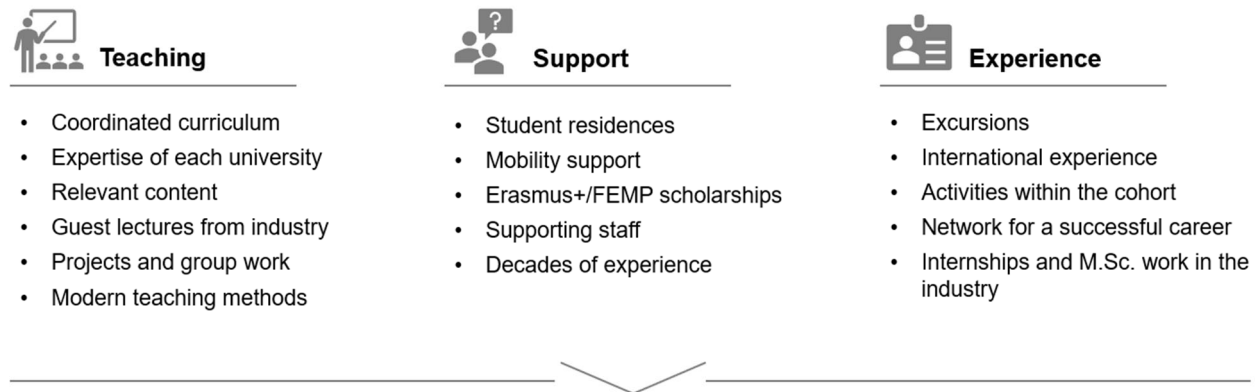 Teaching
• Coordinated curriculum
• Expertise of each university
• Relevant content
• Guest lectures from industry
• Projects and group work
• Modern teaching methods
?
Support
• Student residences
• Mobility support
• Erasmus+/FEMP scholarships
• Supporting staff
• Decades of experience
Experience
• Excursions
• International experience
• Activities within the cohort
• Network for a successful career
• Internships and M.Sc. work in the
industry